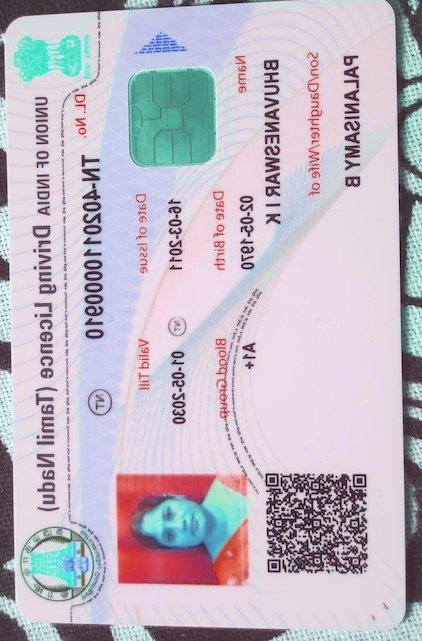 UNION OF INDIA Driving Licence (Tamil Nadu)
DL. No. TN-4020110000910 NT
Date of Issue Valid Till
16-03-2011 NT 01-05-2030
Date of Birth Blood Group
02-05-1970 A1+
Name
BHUVANESWARI K
Son/Daughter/Wife of
PALANISAMY B